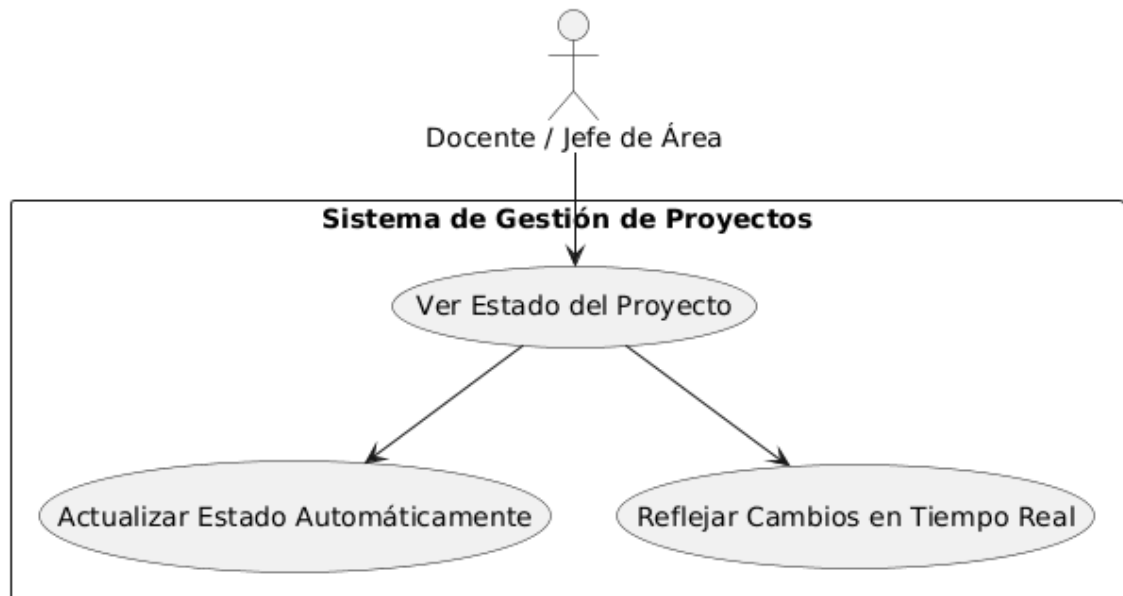 Docente / Jefe de Área
Sistema de Gestión de Proyectos
Ver Estado del Proyecto
Actualizar Estado Automáticamente
Reflejar Cambios en Tiempo Real